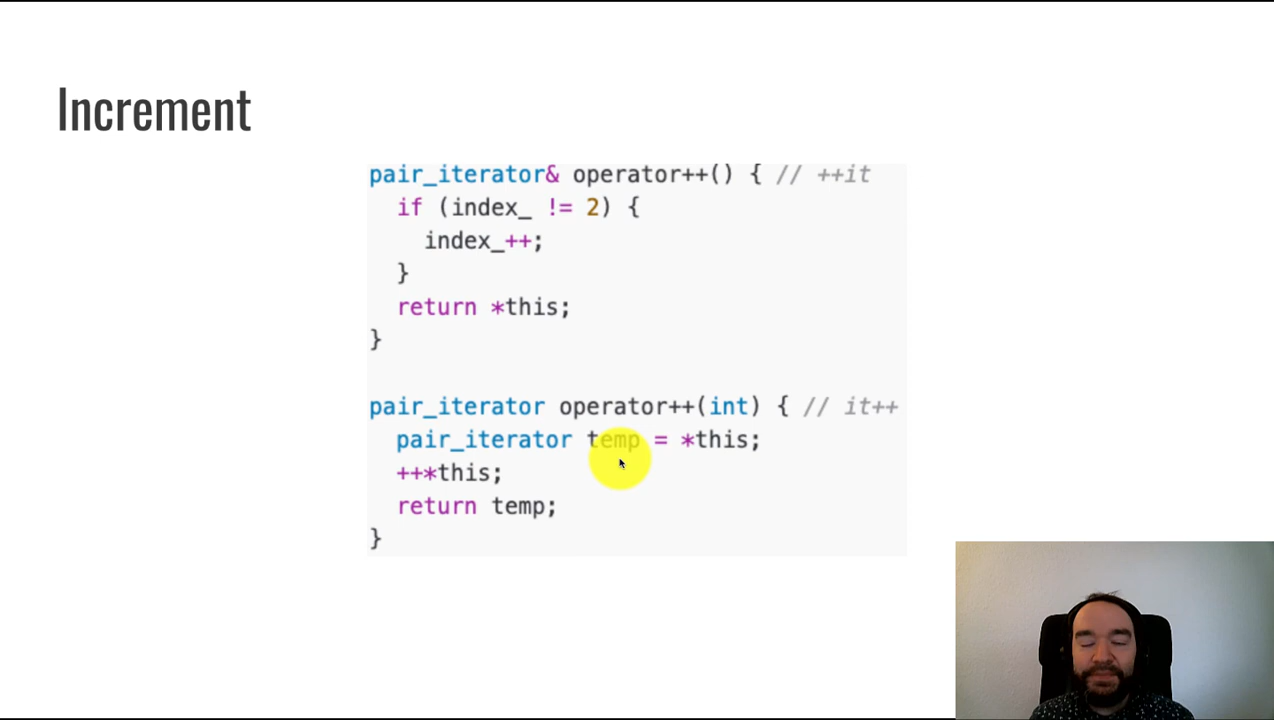 Increment
pair_iterator& operator++() { // ++it
if (index_ != 2) {
index_++;
}
return *this;
}
pair_iterator operator++(int) { // it++
pair_iterator temp = *this;
++*this;
return temp;
}